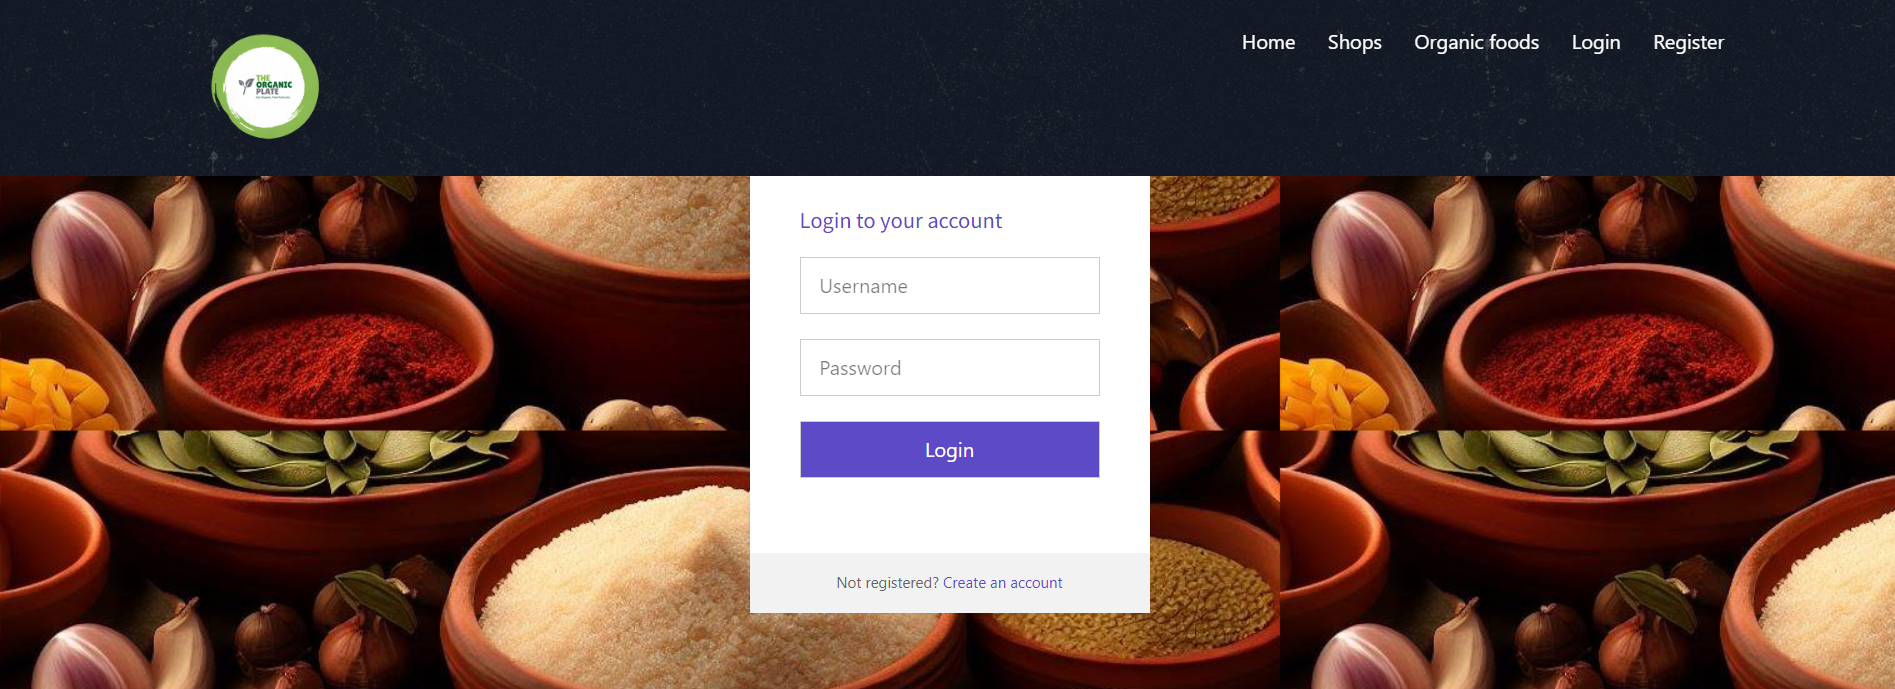 THE
ORGANIC
PLATE
Home
Shops
Organic foods
Login
Register
Login to your account
Username
Password
Login
Not registered? Create an account